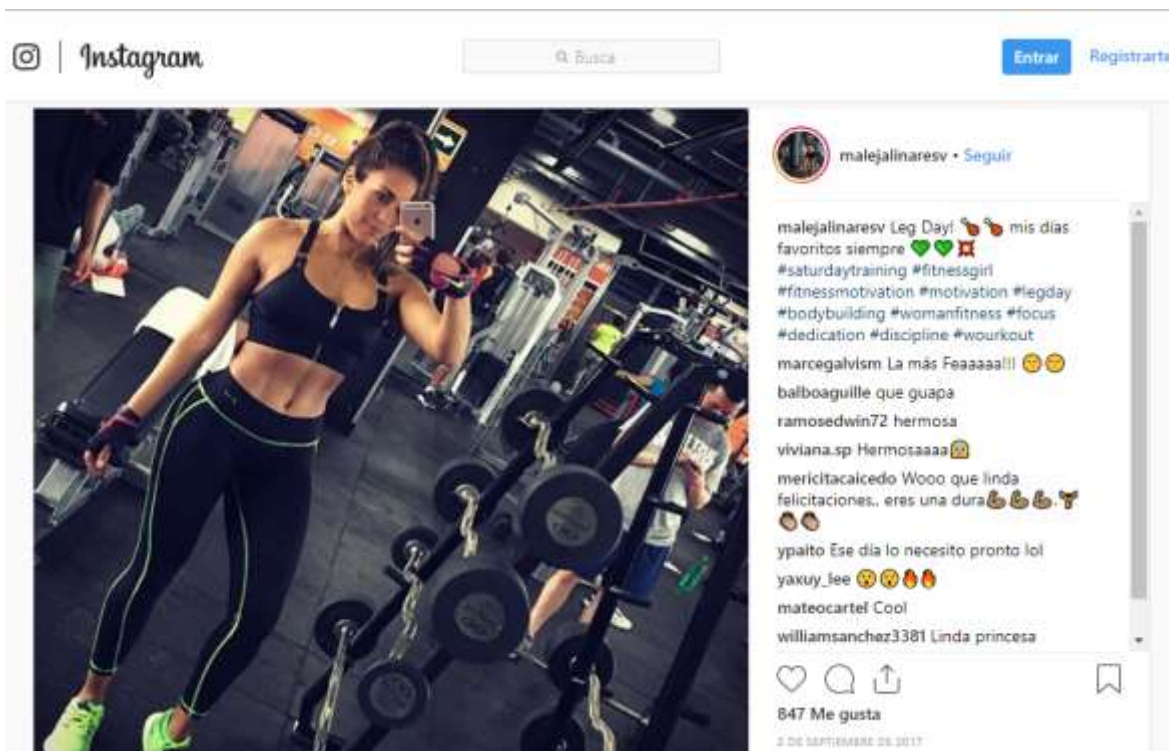 Instagram
Busca
Entrar
Registrarte
malejalinaresv • Seguir
malejalinaresv Leg Day! 🍗🍗 mis días
favoritos siempre 💚💚💥
#saturdaytraining #fitnessgirl
#fitnessmotivation #motivation #legday
#bodybuilding #womanfitness #focus
#dedication #discipline #wourkout
marcegalvism La más Feaaaaa!!!
balboaguille que guapa
ramosedwin72 hermosa
viviana.sp Hermosaaaa
mericitacaicedo Wooo que linda
felicitaciones.. eres una dura💪💪💪.
ypaito Ese día lo necesito pronto lol
yaxuy_lee 😮😮🔥🔥
mateocartel Cool
williamsanchez3381 Linda princesa
847 Me gusta
2 DE SEPTIEMBRE DE 2017